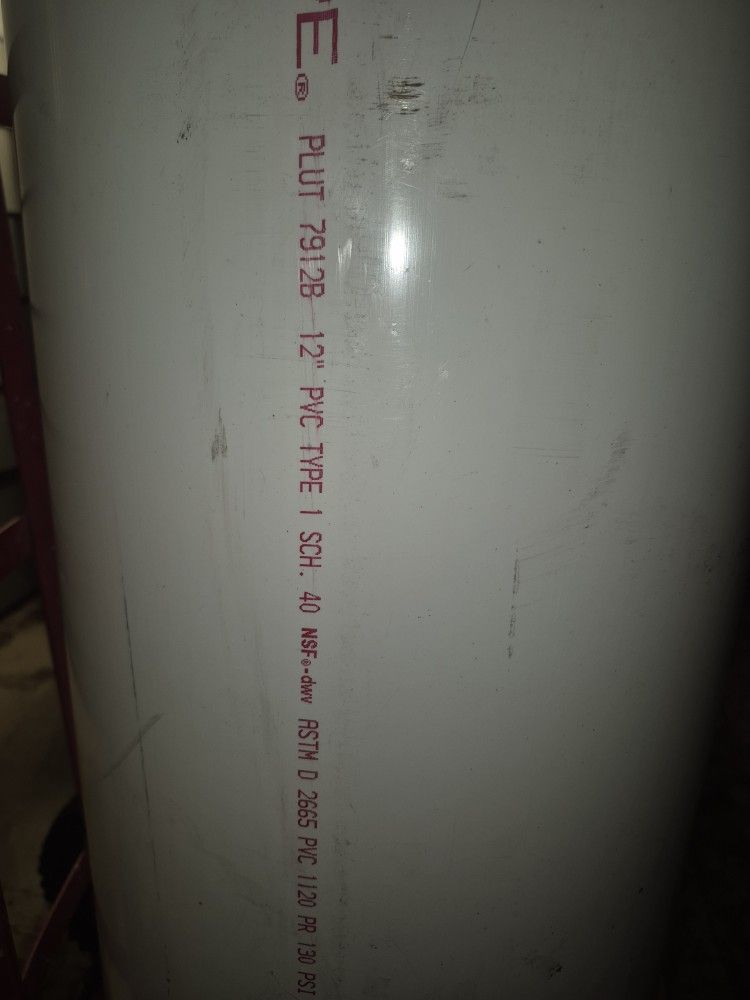 E® PLUT 7912B 12" PVC TYPE 1 SCH. 40 NSF®-dwv ASTM D 2665 PVC 1120 PR 130 PSI